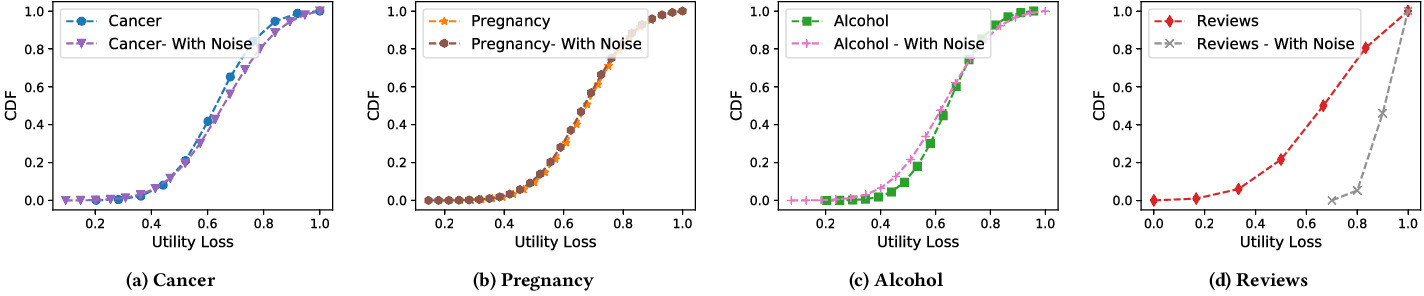 Cancer
Cancer- With Noise
1.0
0.8
0.6
0.4
0.2
0.0
CDF
0.2 0.4 0.6 0.8 1.0
Utility Loss
(a) Cancer
Pregnancy
Pregnancy- With Noise
1.0
0.8
0.6
0.4
0.2
0.0
CDF
0.2 0.4 0.6 0.8 1.0
Utility Loss
(b) Pregnancy
Alcohol
Alcohol - With Noise
1.0
0.8
0.6
0.4
0.2
0.0
CDF
0.2 0.4 0.6 0.8 1.0
Utility Loss
(c) Alcohol
Reviews
Reviews - With Noise
1.0
0.8
0.6
0.4
0.2
0.0
CDF
0.0 0.2 0.4 0.6 0.8 1.0
Utility Loss
(d) Reviews